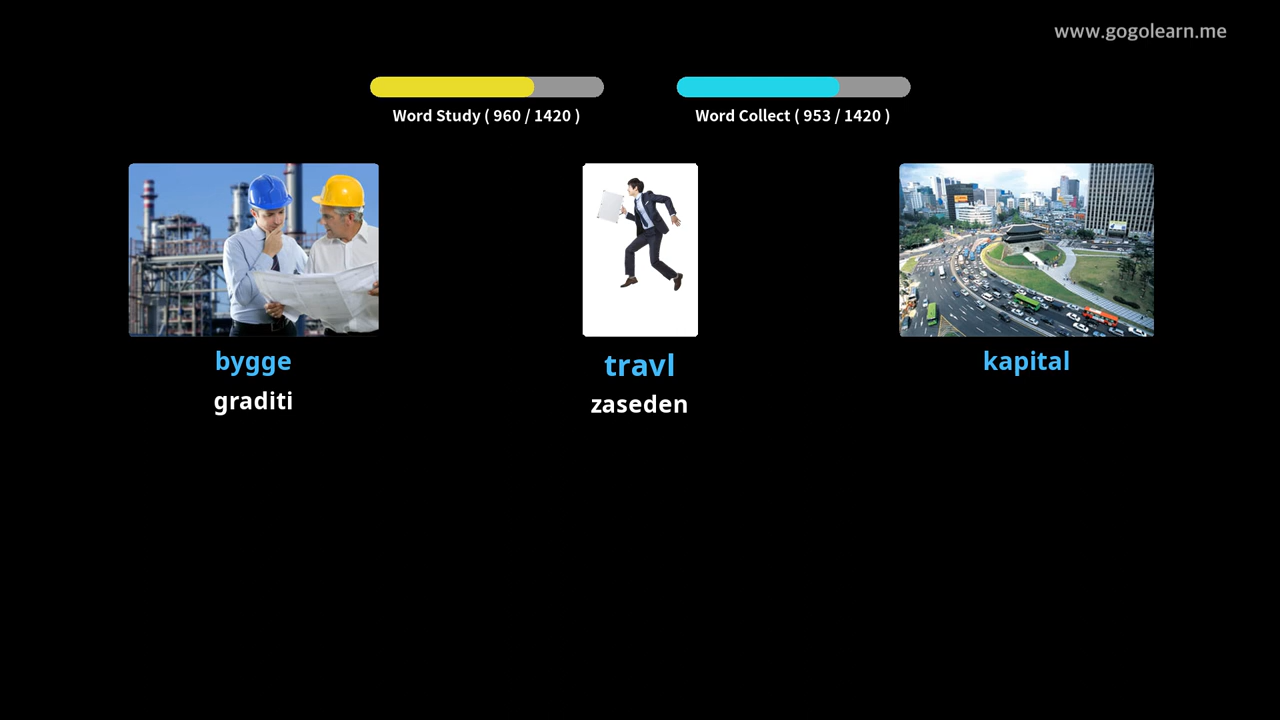 www.gogolearn.me
Word Study ( 960 / 1420 )
Word Collect ( 953 / 1420 )
bygge
graditi
travl
zaseden
kapital